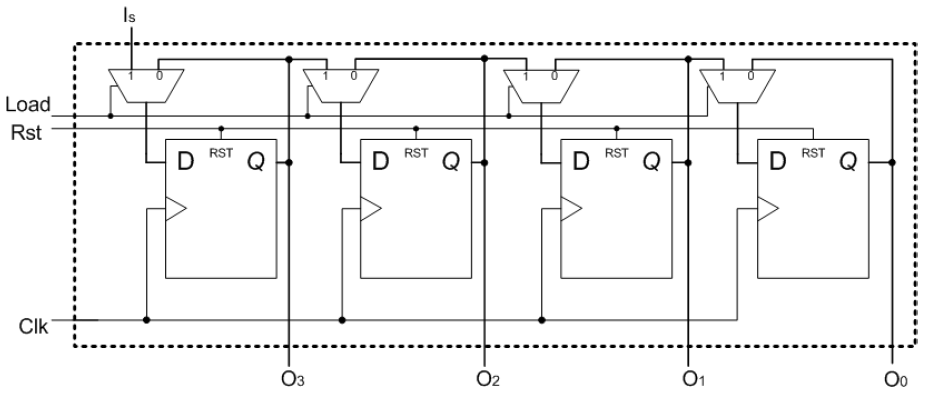 Is
1 0 1 0 1 0 1 0
Load
Rst
D RST Q D RST Q D RST Q D RST Q
Clk
O3 O2 O1 O0